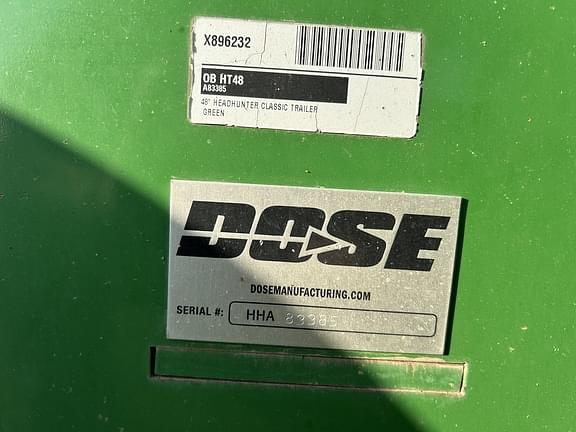 X896232
OB HT48
A83385
48' HEADHUNTER CLASSIC TRAILER
GREEN
DOSE
DOSEMANUFACTURING.COM
SERIAL #: HHA 83385